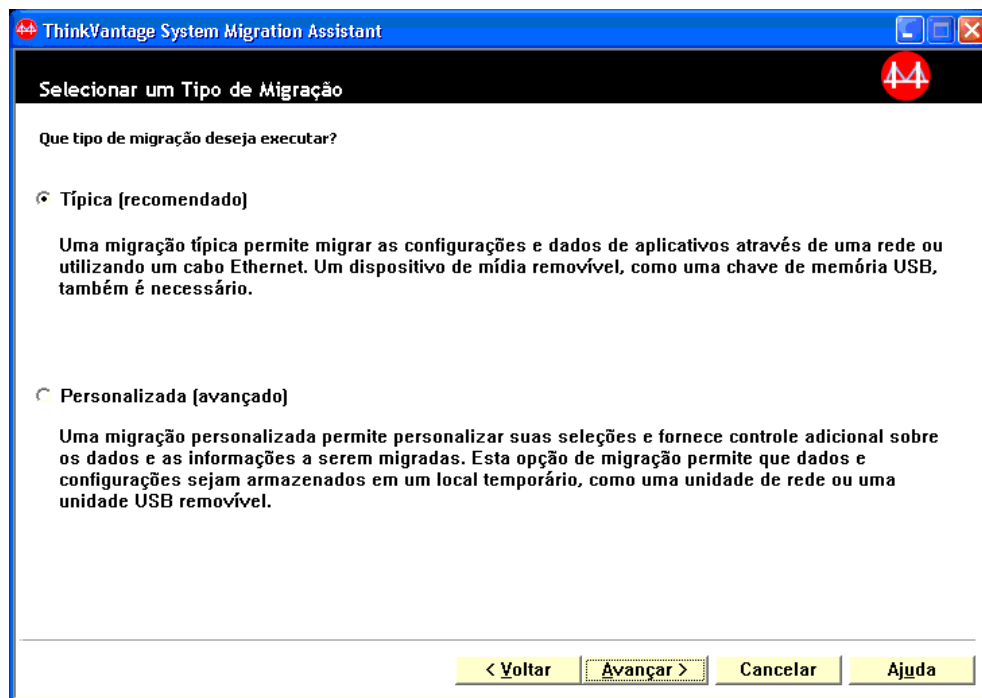 ThinkVantage System Migration Assistant
Selecionar um Tipo de Migração
Que tipo de migração deseja executar?
Típica (recomendado)
Uma migração típica permite migrar as configurações e dados de aplicativos através de uma rede ou
utilizando um cabo Ethernet. Um dispositivo de mídia removível, como uma chave de memória USB,
também é necessário.
Personalizada (avançado)
Uma migração personalizada permite personalizar suas seleções e fornece controle adicional sobre
os dados e as informações a serem migradas. Esta opção de migração permite que dados e
configurações sejam armazenados em um local temporário, como uma unidade de rede ou uma
unidade USB removível.
< Voltar Avançar > Cancelar Ajuda